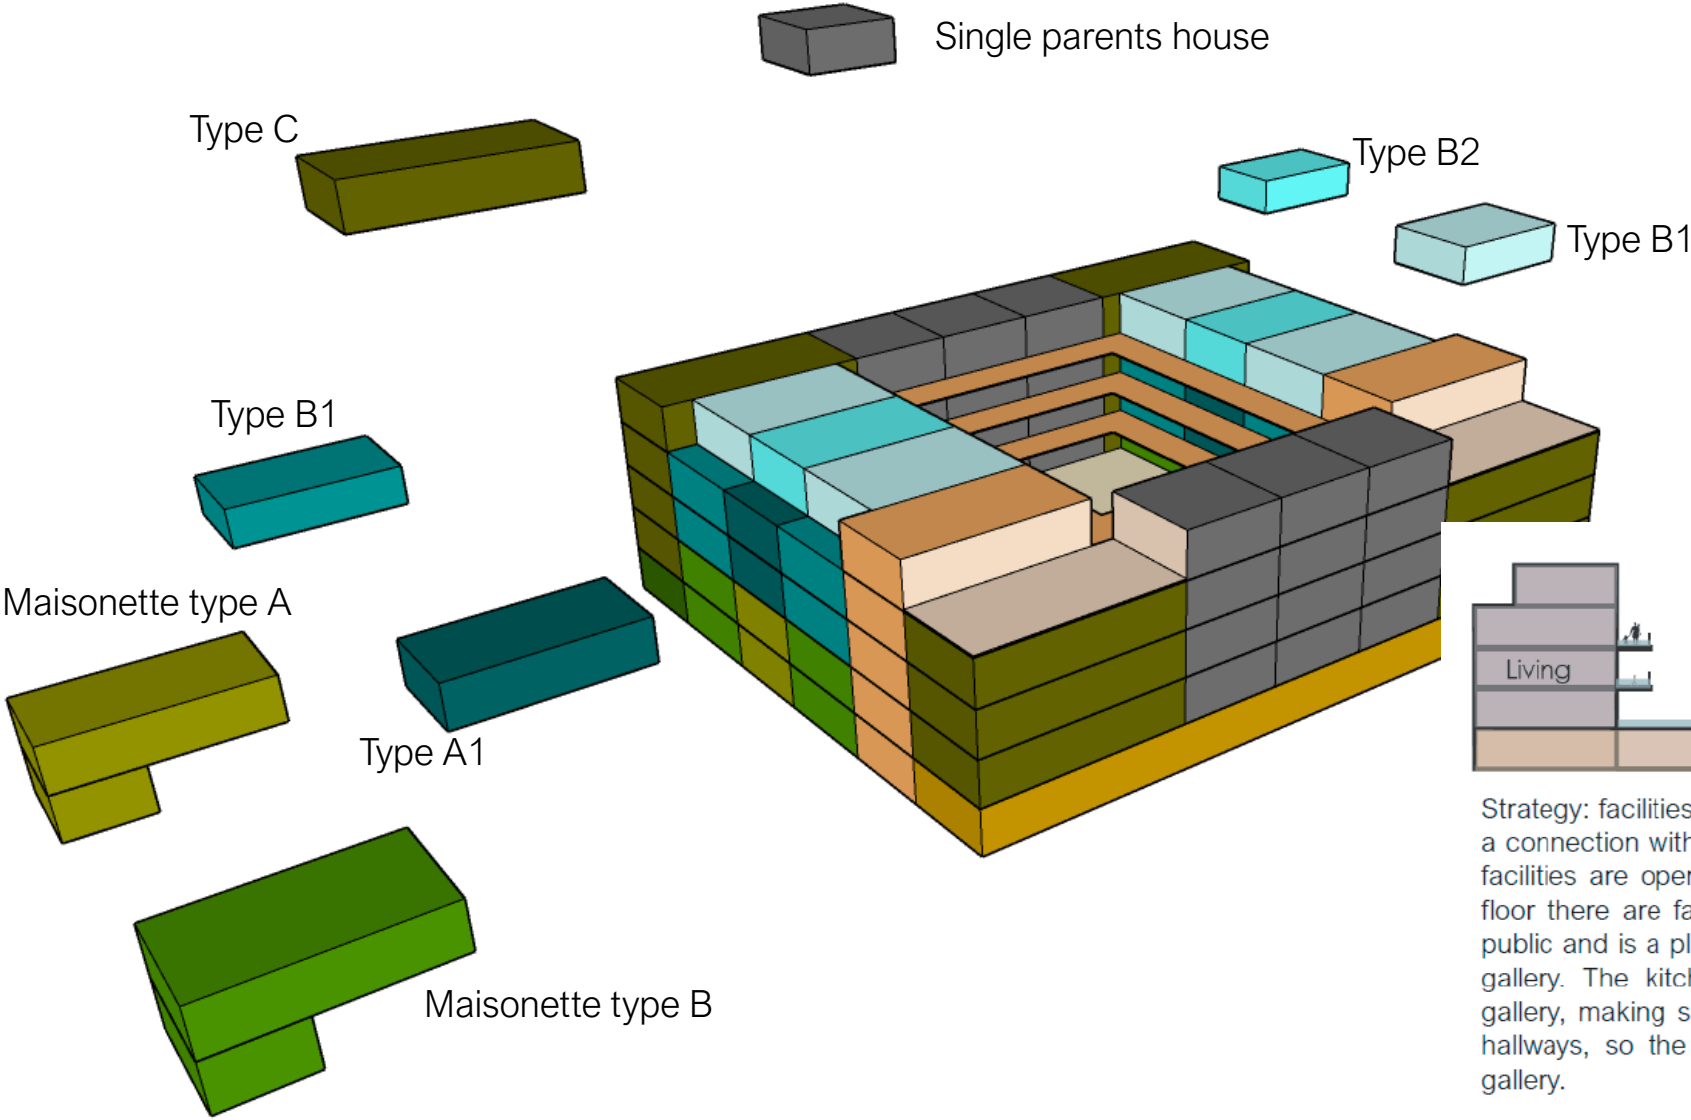 Single parents house
Type C
Type B2
Type B1
Type B1
Maisonette type A
Type A1
Maisonette type B
Living
Strategy: facilities
a connection with
facilities are oper
floor there are fa
public and is a pl
gallery. The kitch
gallery, making s
hallways, so the
gallery.